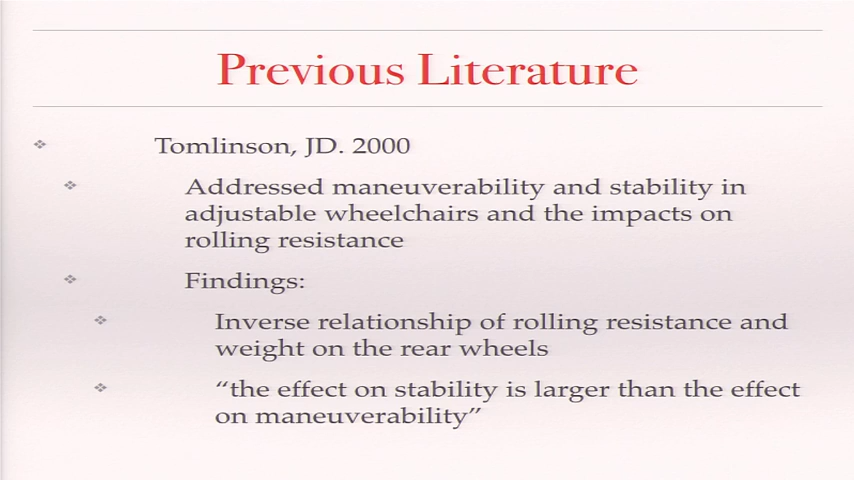 Previous Literature
Tomlinson, JD. 2000
Addressed maneuverability and stability in
adjustable wheelchairs and the impacts on
rolling resistance
Findings:
Inverse relationship of rolling resistance and
weight on the rear wheels
“the effect on stability is larger than the effect
on maneuverability”